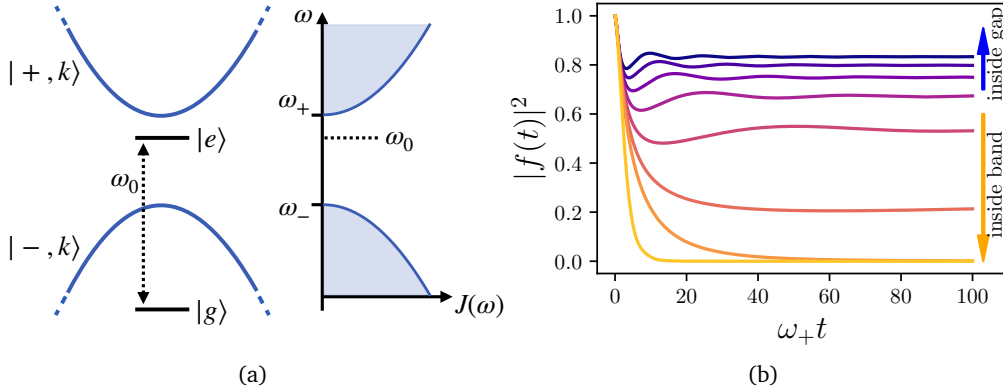 |+, k⟩
|−, k⟩
|e⟩
ω₀
|g⟩
(a)
ω
ω₊
ω₀
ω₋
J(ω)
|f(t)|²
1.0
0.8
0.6
0.4
0.2
0.0
0 20 40 60 80 100
ω₊t
inside gap
inside band
(b)